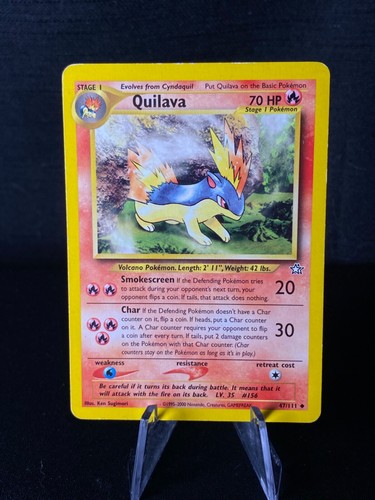 STAGE 1 Evolves from Cyndaquil Put Quilava on the Basic Pokémon
Quilava 70 HP
Stage 1 Pokémon
Volcano Pokémon. Length: 2' 11", Weight: 42 lbs.
Smokescreen If the Defending Pokémon tries
to attack during your opponent's next turn, your
opponent flips a coin. If tails, that attack does nothing.
20
Char If the Defending Pokémon doesn't have a Char
counter on it, flip a coin. If heads, put a Char counter
on it. A Char counter requires your opponent to flip
a coin after every turn. If tails, put 2 damage counters
on the Pokémon with that Char counter. (Char
counters stay on the Pokémon as long as it's in play.)
30
weakness resistance retreat cost
Be careful if it turns its back during battle. It means that it
will attack with the fire on its back. LV. 35 #156
Illus. Ken Sugimori ©1995-2000 Nintendo, Creatures, GAMEFREAK. 47/111